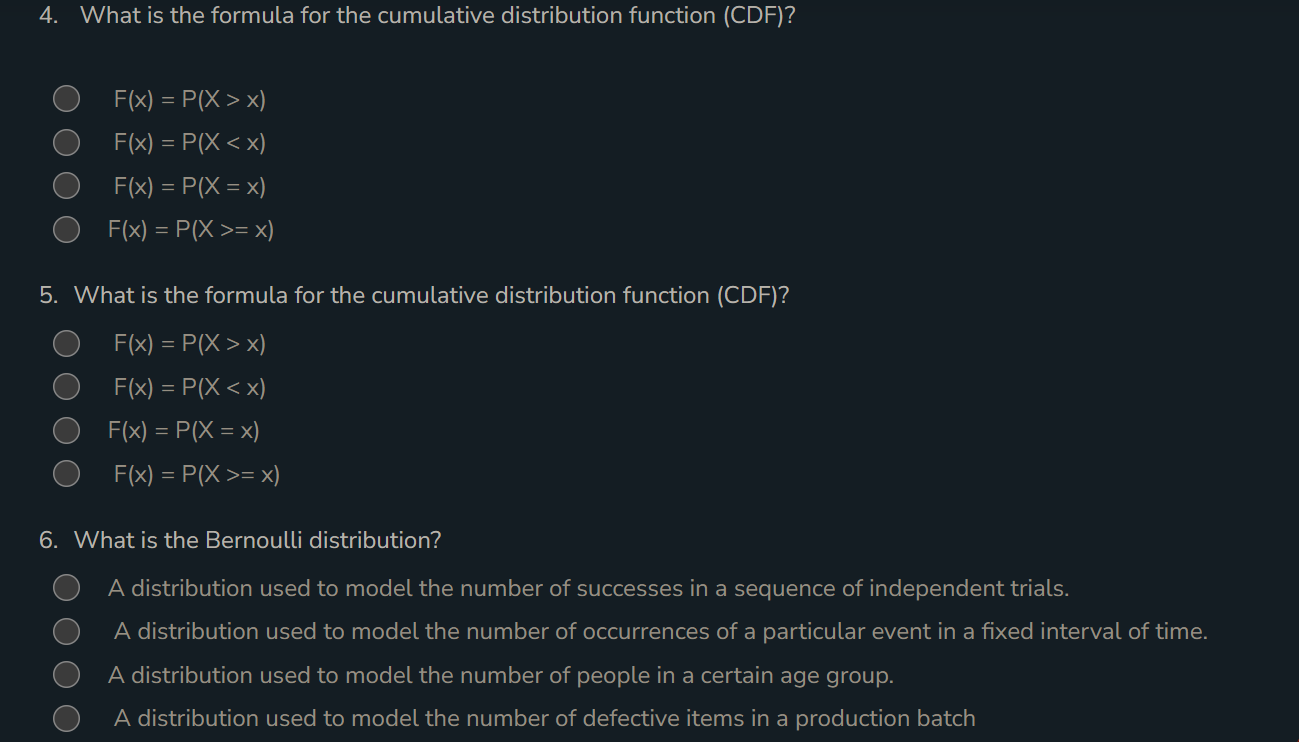 4. What is the formula for the cumulative distribution function (CDF)?
F(x) = P(X > x)
F(x) = P(X < x)
F(x) = P(X = x)
F(x) = P(X >= x)
5. What is the formula for the cumulative distribution function (CDF)?
F(x) = P(X > x)
F(x) = P(X < x)
F(x) = P(X = x)
F(x) = P(X >= x)
6. What is the Bernoulli distribution?
A distribution used to model the number of successes in a sequence of independent trials.
A distribution used to model the number of occurrences of a particular event in a fixed interval of time.
A distribution used to model the number of people in a certain age group.
A distribution used to model the number of defective items in a production batch